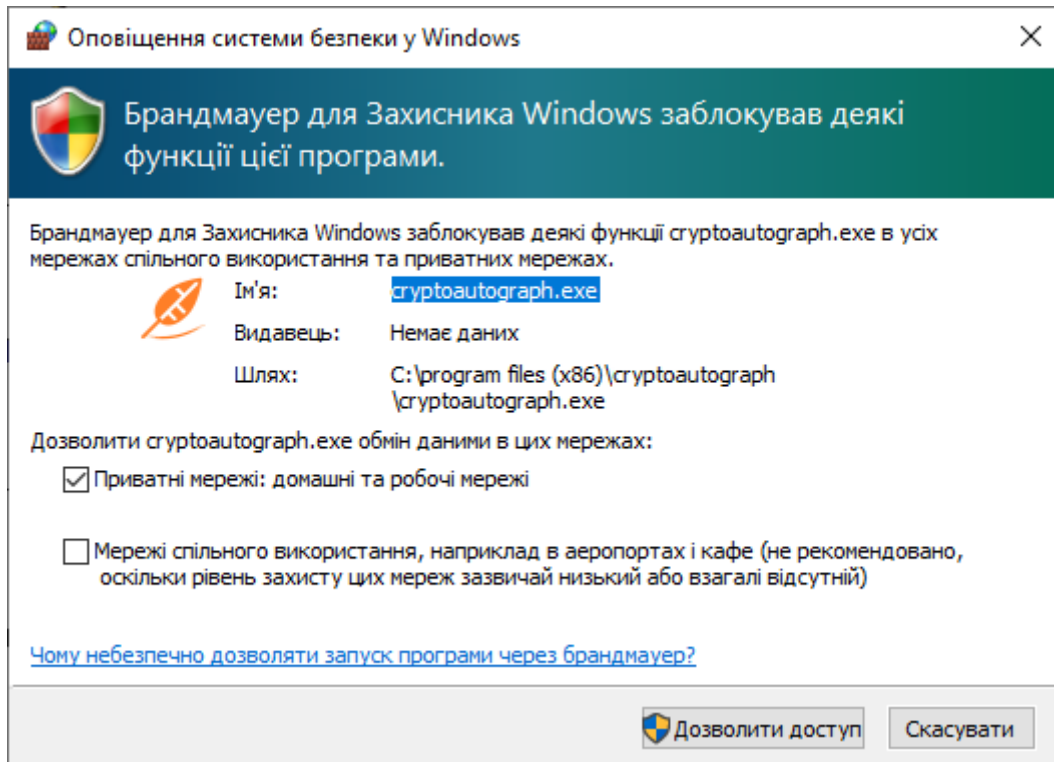 Оповіщення системи безпеки у Windows
Брандмауер для Захисника Windows заблокував деякі
функції цієї програми.
Брандмауер для Захисника Windows заблокував деякі функції cryptoautograph.exe в усіх
мережах спільного використання та приватних мережах.
Ім'я: cryptoautograph.exe
Видавець: Немає даних
Шлях: C:\program files (x86)\cryptoautograph
\cryptoautograph.exe
Дозволити cryptoautograph.exe обмін даними в цих мережах:
Приватні мережі: домашні та робочі мережі
Мережі спільного використання, наприклад в аеропортах і кафе (не рекомендовано,
оскільки рівень захисту цих мереж зазвичай низький або взагалі відсутній)
Чому небезпечно дозволяти запуск програми через брандмауер?
Дозволити доступ Скасувати